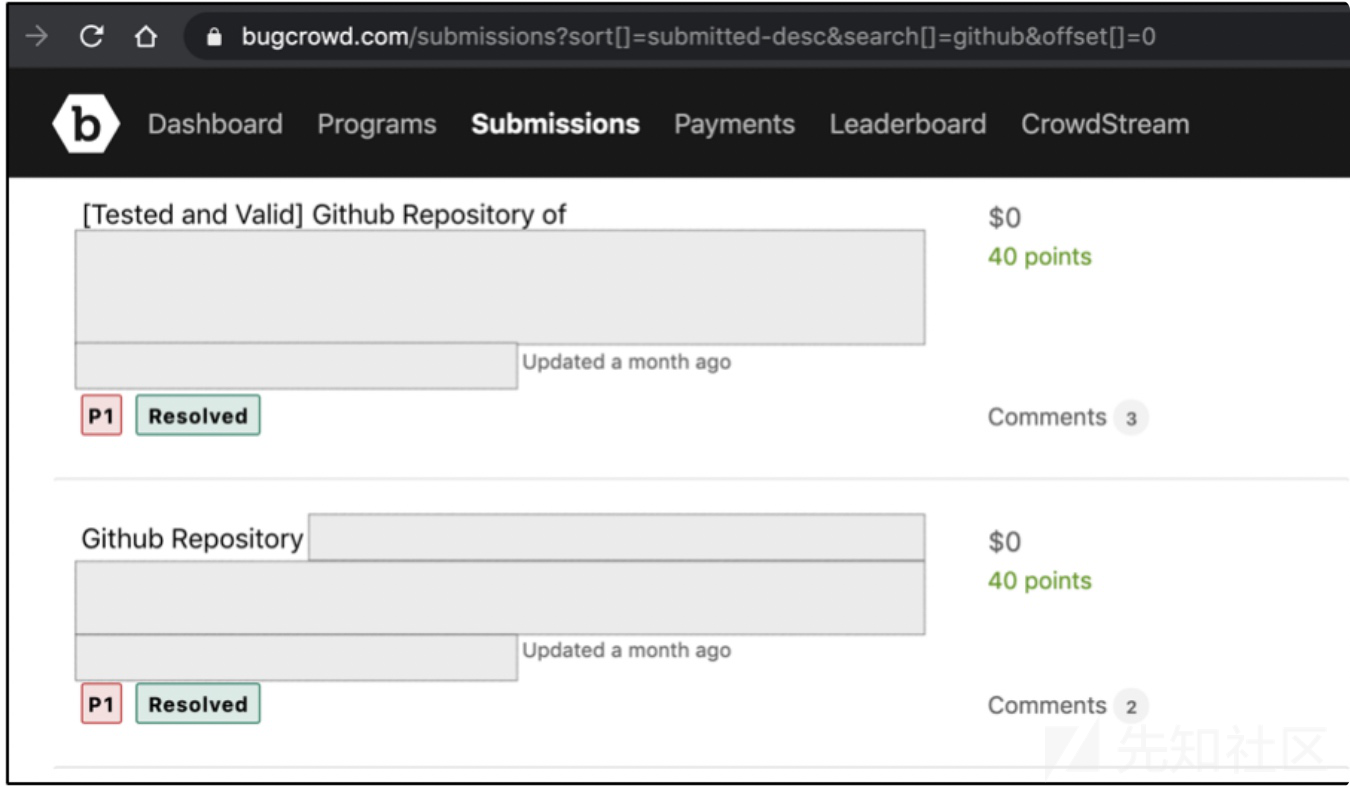 bugcrowd.com/submissions?sort[]=submitted-desc&search[]=github&offset[]=0
b Dashboard Programs Submissions Payments Leaderboard CrowdStream
[Tested and Valid] Github Repository of
$0
40 points
Updated a month ago
P1 Resolved
Comments 3
Github Repository
$0
40 points
Updated a month ago
P1 Resolved
Comments 2
先知社区